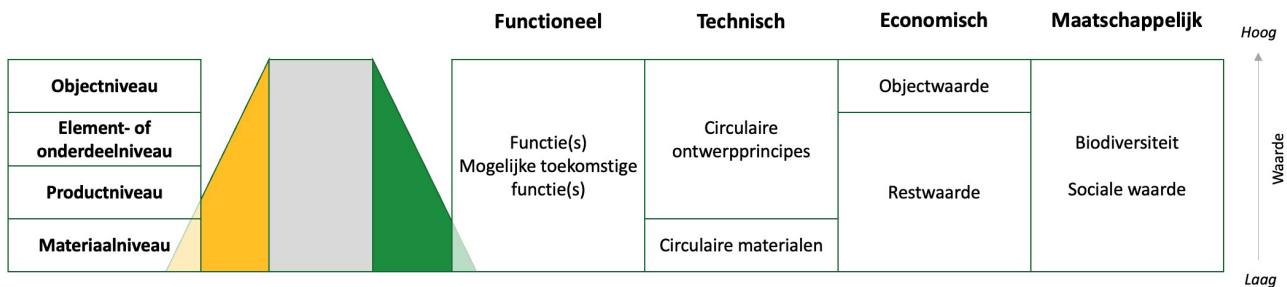 Functioneel
Technisch
Economisch
Maatschappelijk
Hoog
Objectniveau
Element- of
onderdeelniveau
Productniveau
Materiaalniveau
Functie(s)
Mogelijke toekomstige
functie(s)
Circulaire
ontwerpprincipes
Circulaire materialen
Objectwaarde
Restwaarde
Biodiversiteit
Sociale waarde
Waarde
Laag